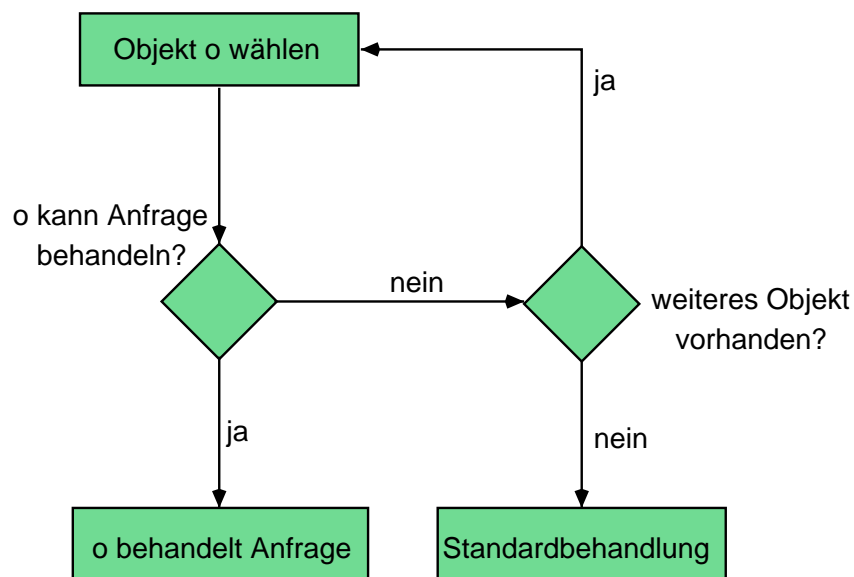 Objekt o wählen
ja
o kann Anfrage
behandeln?
nein
weiteres Objekt
vorhanden?
ja
nein
o behandelt Anfrage
Standardbehandlung